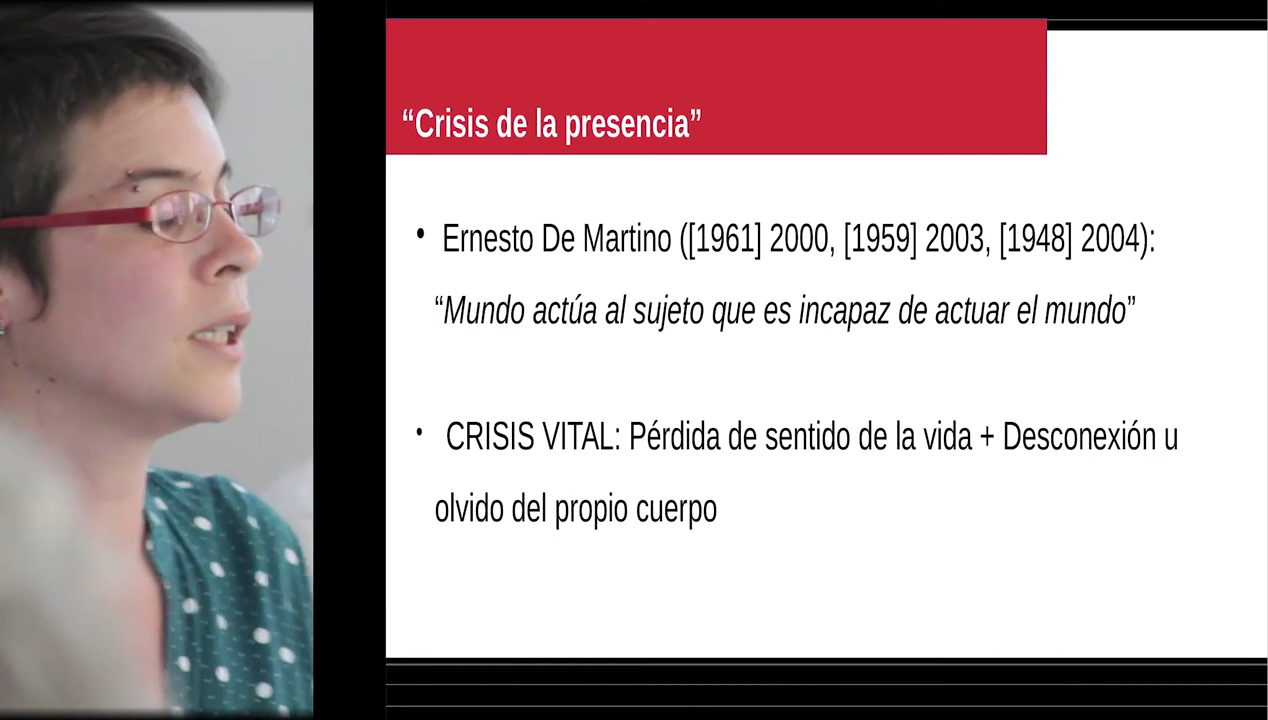 “Crisis de la presencia”
• Ernesto De Martino ([1961] 2000, [1959] 2003, [1948] 2004):
“Mundo actúa al sujeto que es incapaz de actuar el mundo”
• CRISIS VITAL: Pérdida de sentido de la vida + Desconexión u
olvido del propio cuerpo